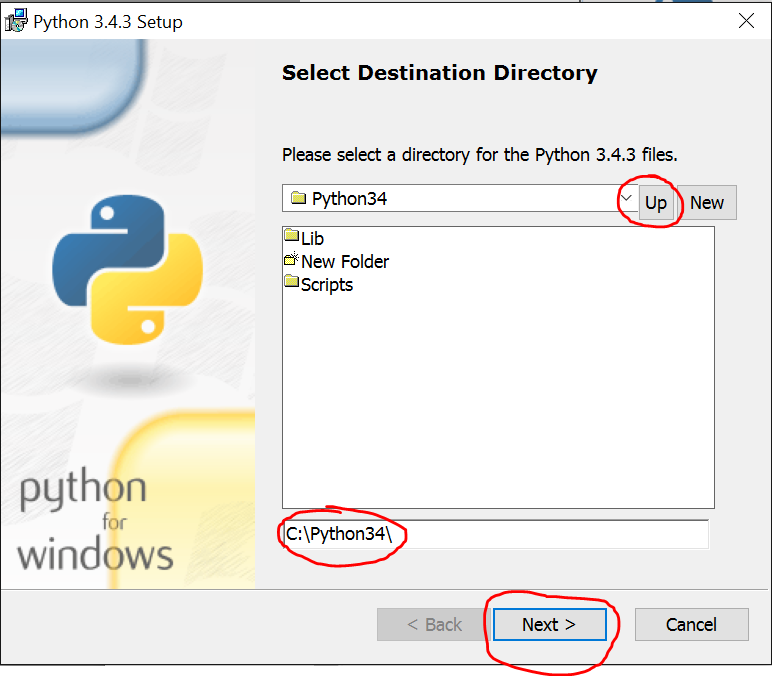 Python 3.4.3 Setup
Select Destination Directory
Please select a directory for the Python 3.4.3 files.
Python34
Up
New
Lib
New Folder
Scripts
python
for
windows
C:\Python34\
< Back
Next >
Cancel